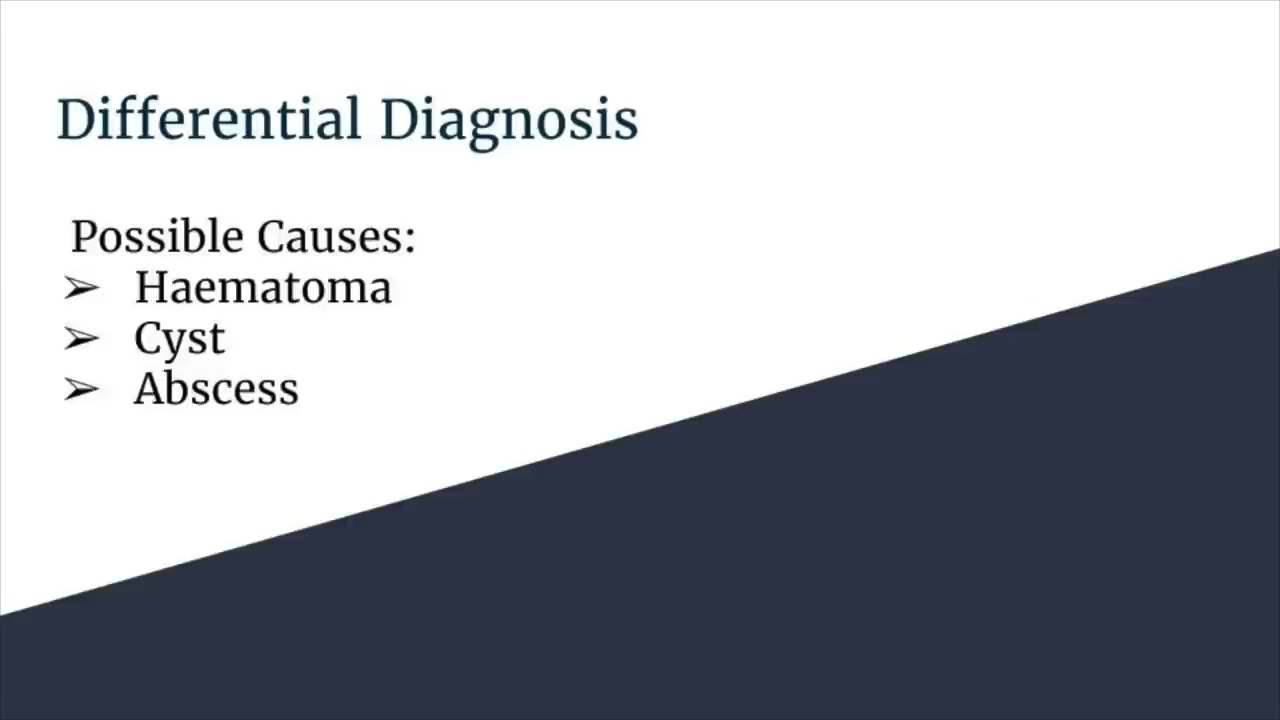 Differential Diagnosis
Possible Causes:
➢ Haematoma
➢ Cyst
➢ Abscess